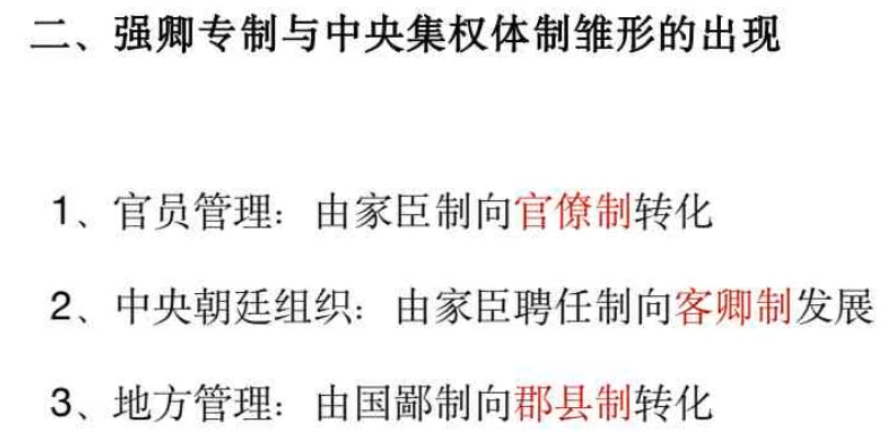 二、强卿专制与中央集权体制雏形的出现
1、官员管理：由家臣制向官僚制转化
2、中央朝廷组织：由家臣聘任制向客卿制发展
3、地方管理：由国鄙制向郡县制转化